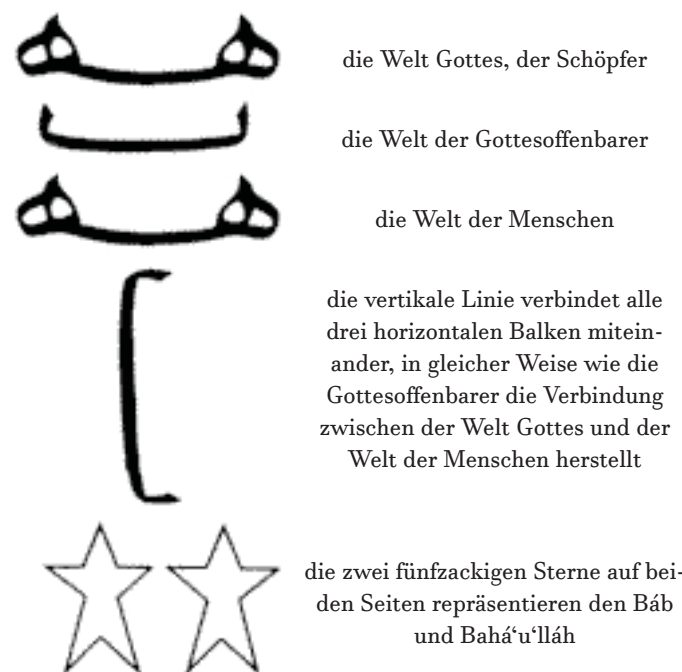 die Welt Gottes, der Schöpfer
die Welt der Gottesoffenbarer
die Welt der Menschen
die vertikale Linie verbindet alle
drei horizontalen Balken mitein-
ander, in gleicher Weise wie die
Gottesoffenbarer die Verbindung
zwischen der Welt Gottes und der
Welt der Menschen herstellt
die zwei fünfzackigen Sterne auf bei-
den Seiten repräsentieren den Báb
und Bahá‘u‘lláh